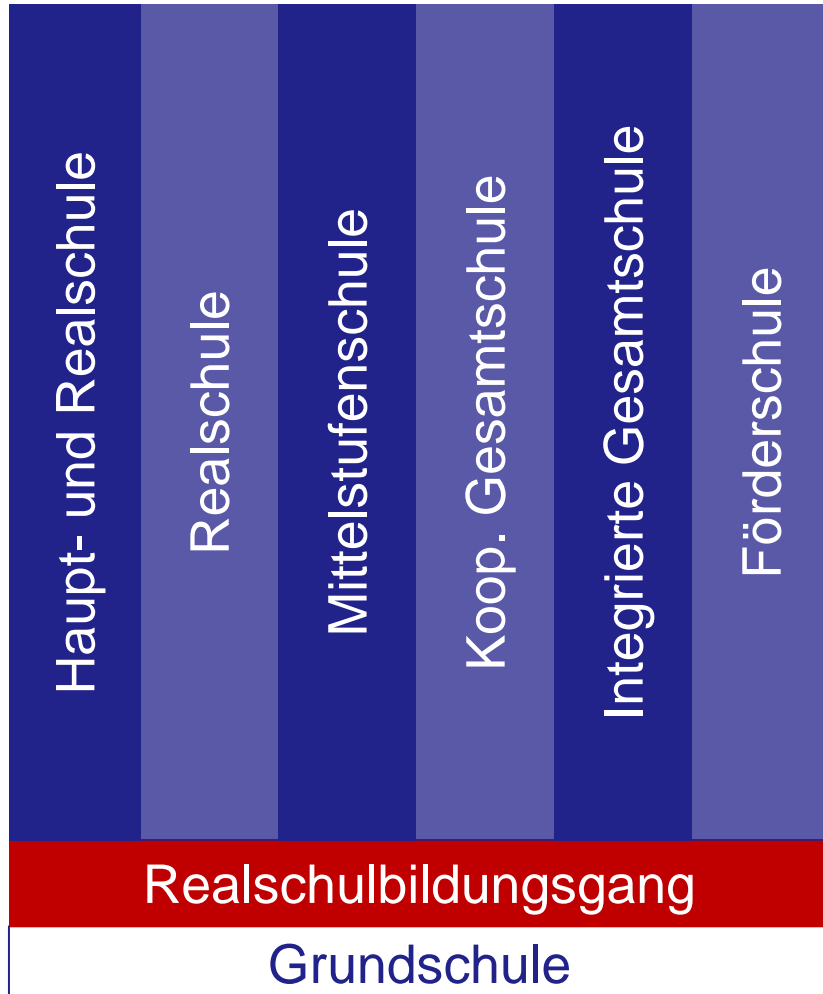 Haupt- und Realschule
Realschule
Mittelstufenschule
Koop. Gesamtschule
Integrierte Gesamtschule
Förderschule
Realschulbildungsgang
Grundschule